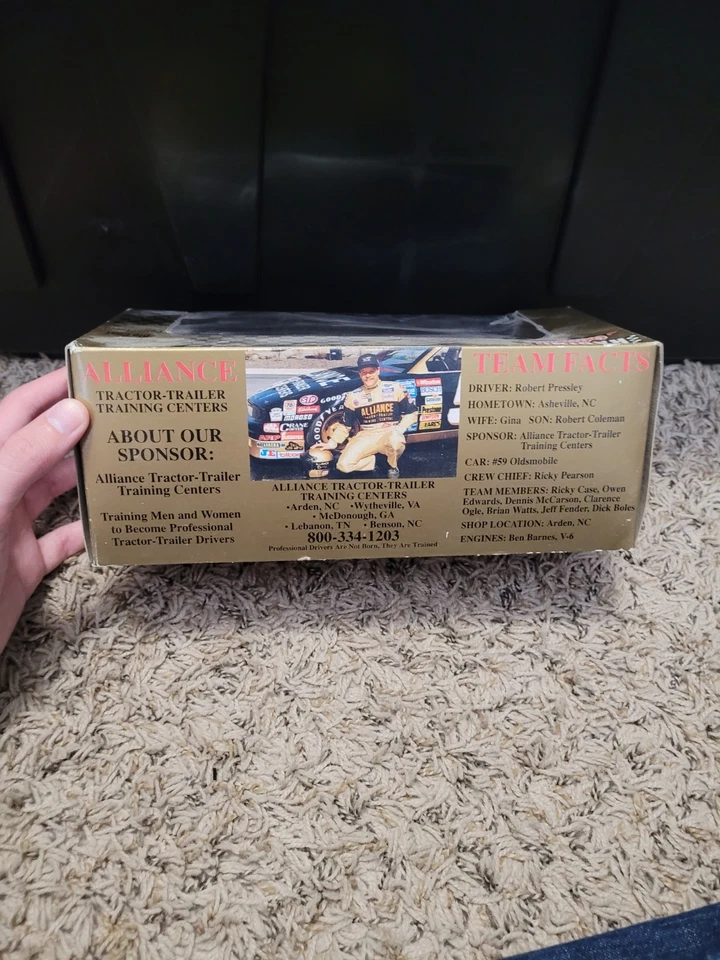 ALLIANCE
TRACTOR-TRAILER
TRAINING CENTERS
ABOUT OUR
SPONSOR:
Alliance Tractor-Trailer
Training Centers
Training Men and Women
to Become Professional
Tractor-Trailer Drivers
STP
GOODYEAR
MOROSO
CRANE
ALLIANCE
ALLIANCE TRACTOR-TRAILER
TRAINING CENTERS
•Arden, NC •Wytheville, VA
• McDonough, GA
• Lebanon, TN • Benson, NC
800-334-1203
Professional Drivers Are Not Born, They Are Trained
TEAM FACTS
DRIVER: Robert Pressley
HOMETOWN: Asheville, NC
WIFE: Gina SON: Robert Coleman
SPONSOR: Alliance Tractor-Trailer
Training Centers
CAR: #59 Oldsmobile
CREW CHIEF: Ricky Pearson
TEAM MEMBERS: Ricky Case, Owen
Edwards, Dennis McCarson, Clarence
Ogle, Brian Watts, Jeff Fender, Dick Boles
SHOP LOCATION: Arden, NC
ENGINES: Ben Barnes, V-6